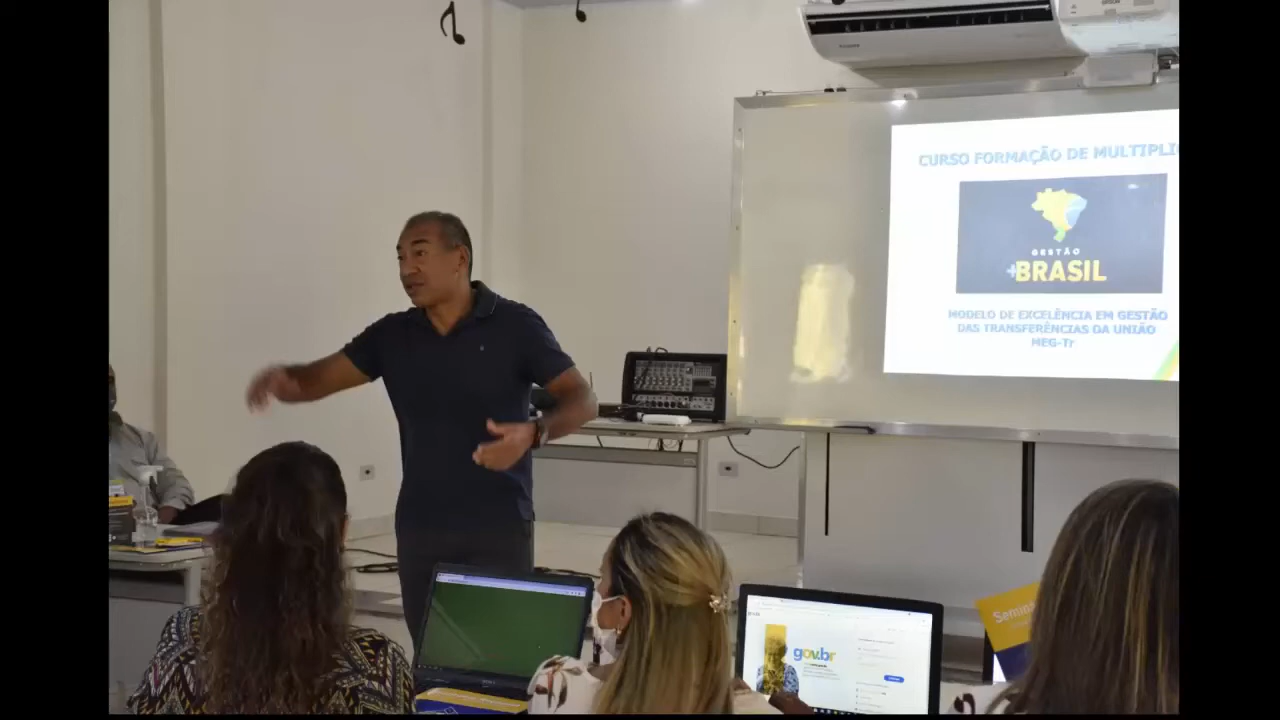 CURSO FORMAÇÃO DE MULTIPLI
GESTÃO
+BRASIL
MODELO DE EXCELÊNCIA EM GESTÃO
DAS TRANSFERÊNCIAS DA UNIÃO
MEG-Tr
gov.br